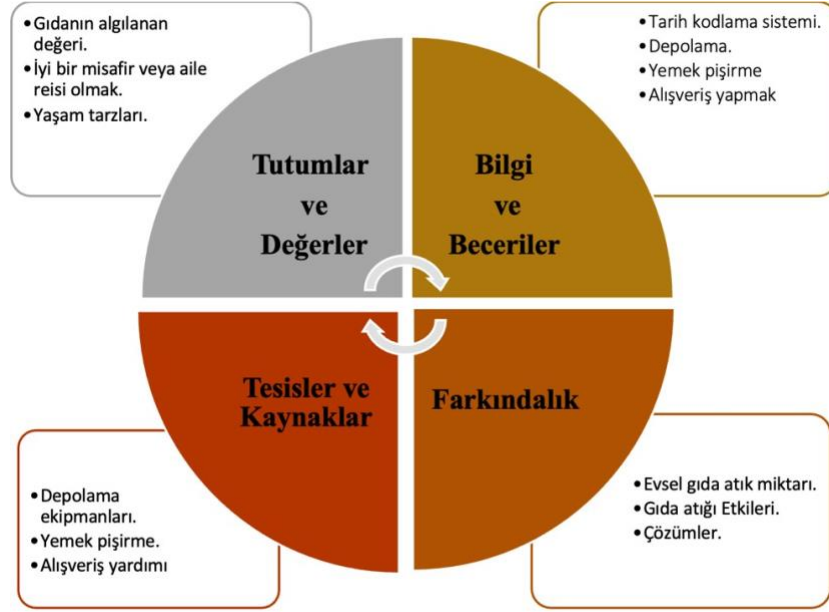 • Gıdanın algılanan
değeri.
• İyi bir misafir veya aile
reisi olmak.
• Yaşam tarzları.
• Tarih kodlama sistemi.
• Depolama.
• Yemek pişirme
• Alışveriş yapmak
Tutumlar
ve
Değerler
Bilgi
ve
Beceriler
Tesisler ve
Kaynaklar
Farkındalık
• Depolama
ekipmanları.
• Yemek pişirme.
• Alışveriş yardımı
• Evsel gıda atık miktarı.
• Gıda atığı Etkileri.
• Çözümler.